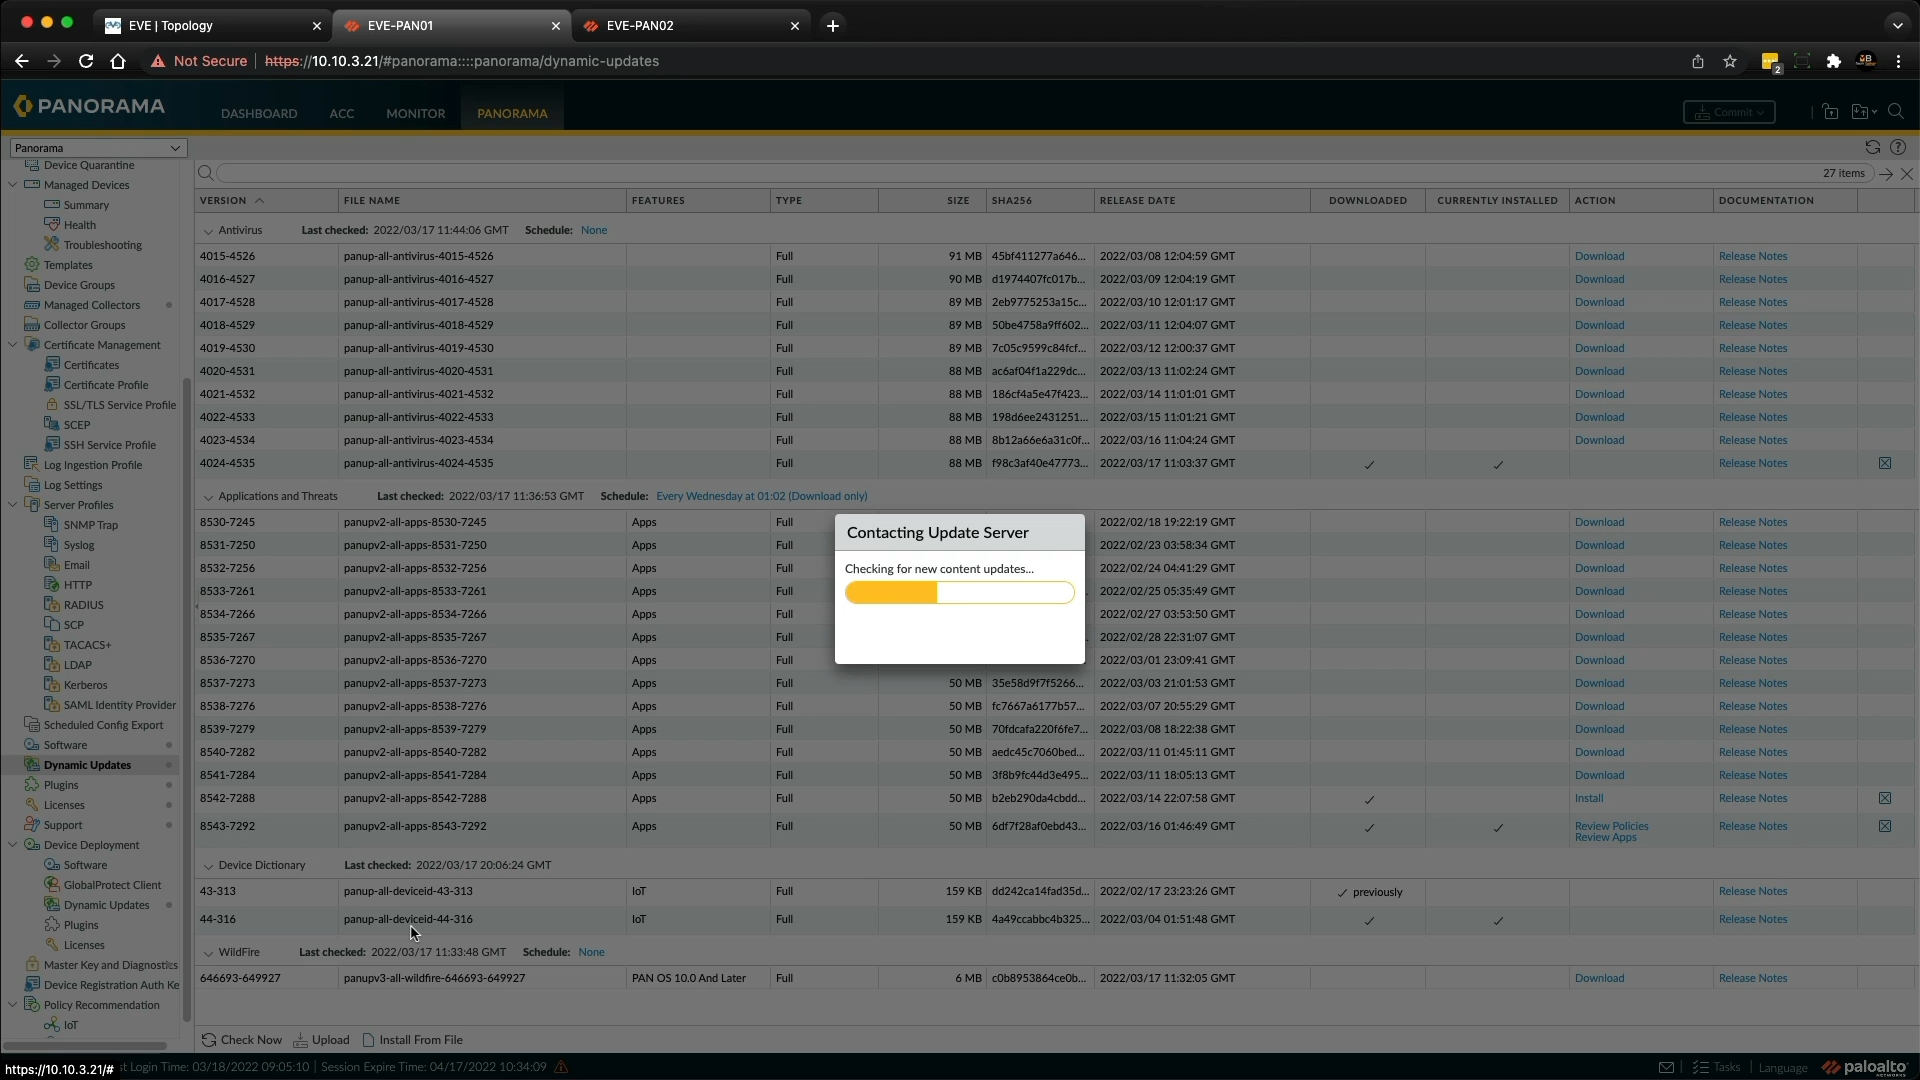 EVE | Topology
EVE-PAN01
EVE-PAN02
Not Secure | https://10.10.3.21/#panorama::::panorama/dynamic-updates
2
PANORAMA
DASHBOARD ACC MONITOR PANORAMA
Commit
Panorama
27 items
Device Quarantine
Managed Devices
Summary
Health
Troubleshooting
Templates
Device Groups
Managed Collectors
Collector Groups
Certificate Management
Certificates
Certificate Profile
SSL/TLS Service Profile
SCEP
SSH Service Profile
Log Ingestion Profile
Log Settings
Server Profiles
SNMP Trap
Syslog
Email
HTTP
RADIUS
SCP
TACACS+
LDAP
Kerberos
SAML Identity Provider
Scheduled Config Export
Software
Dynamic Updates
Plugins
Licenses
Support
Device Deployment
Software
GlobalProtect Client
Dynamic Updates
Plugins
Licenses
Master Key and Diagnostics
Device Registration Auth Ke
Policy Recommendation
IoT
VERSION FILE NAME FEATURES TYPE SIZE SHA256 RELEASE DATE DOWNLOADED CURRENTLY INSTALLED ACTION DOCUMENTATION
Antivirus Last checked: 2022/03/17 11:44:06 GMT Schedule: None
4015-4526 panup-all-antivirus-4015-4526 Full 91 MB 45bf411277a646... 2022/03/08 12:04:59 GMT Download Release Notes
4016-4527 panup-all-antivirus-4016-4527 Full 90 MB d1974407fc017b... 2022/03/09 12:04:19 GMT Download Release Notes
4017-4528 panup-all-antivirus-4017-4528 Full 89 MB 2eb9775253a15c... 2022/03/10 12:01:17 GMT Download Release Notes
4018-4529 panup-all-antivirus-4018-4529 Full 89 MB 50be4758a9ff602... 2022/03/11 12:04:07 GMT Download Release Notes
4019-4530 panup-all-antivirus-4019-4530 Full 89 MB 7c05c9599c84fcf... 2022/03/12 12:00:37 GMT Download Release Notes
4020-4531 panup-all-antivirus-4020-4531 Full 88 MB ac6af04f1a229dc... 2022/03/13 11:02:24 GMT Download Release Notes
4021-4532 panup-all-antivirus-4021-4532 Full 88 MB 186cf4a5e47f423... 2022/03/14 11:01:01 GMT Download Release Notes
4022-4533 panup-all-antivirus-4022-4533 Full 88 MB 198d6ee2431251... 2022/03/15 11:01:21 GMT Download Release Notes
4023-4534 panup-all-antivirus-4023-4534 Full 88 MB 8b12a66e6a31c0f... 2022/03/16 11:04:24 GMT Download Release Notes
4024-4535 panup-all-antivirus-4024-4535 Full 88 MB f98c3af40e47773... 2022/03/17 11:03:37 GMT ✓ ✓ Release Notes
Applications and Threats Last checked: 2022/03/17 11:36:53 GMT Schedule: Every Wednesday at 01:02 (Download only)
8530-7245 panupv2-all-apps-8530-7245 Apps Full 2022/02/18 19:22:19 GMT Download Release Notes
8531-7250 panupv2-all-apps-8531-7250 Apps Full 2022/02/23 03:58:34 GMT Download Release Notes
8532-7256 panupv2-all-apps-8532-7256 Apps Full 2022/02/24 04:41:29 GMT Download Release Notes
8533-7261 panupv2-all-apps-8533-7261 Apps Full 2022/02/25 05:35:49 GMT Download Release Notes
8534-7266 panupv2-all-apps-8534-7266 Apps Full 2022/02/27 03:53:50 GMT Download Release Notes
8535-7267 panupv2-all-apps-8535-7267 Apps Full 2022/02/28 22:31:07 GMT Download Release Notes
8536-7270 panupv2-all-apps-8536-7270 Apps Full 2022/03/01 23:09:41 GMT Download Release Notes
8537-7273 panupv2-all-apps-8537-7273 Apps Full 50 MB 35e58d9f7f5266... 2022/03/03 21:01:53 GMT Download Release Notes
8538-7276 panupv2-all-apps-8538-7276 Apps Full 50 MB fc7667a6177b57... 2022/03/07 20:55:29 GMT Download Release Notes
8539-7279 panupv2-all-apps-8539-7279 Apps Full 50 MB 70fdcafa220f6fe7... 2022/03/08 18:22:38 GMT Download Release Notes
8540-7282 panupv2-all-apps-8540-7282 Apps Full 50 MB aedc45c7060bed... 2022/03/11 01:45:11 GMT Download Release Notes
8541-7284 panupv2-all-apps-8541-7284 Apps Full 50 MB 3f8b9fc44d3e495... 2022/03/11 18:05:13 GMT Download Release Notes
8542-7288 panupv2-all-apps-8542-7288 Apps Full 50 MB b2eb290da4cbdd... 2022/03/14 22:07:58 GMT ✓ Install Release Notes
8543-7292 panupv2-all-apps-8543-7292 Apps Full 50 MB 6df7f28af0ebd43... 2022/03/16 01:46:49 GMT ✓ ✓ Review Policies Release Notes
Review Apps
Device Dictionary Last checked: 2022/03/17 20:06:24 GMT
43-313 panup-all-deviceid-43-313 IoT Full 159 KB dd242ca14fad35d... 2022/02/17 23:23:26 GMT ✓ previously Release Notes
44-316 panup-all-deviceid-44-316 IoT Full 159 KB 4a49ccabbc4b325... 2022/03/04 01:51:48 GMT ✓ ✓ Release Notes
WildFire Last checked: 2022/03/17 11:33:48 GMT Schedule: None
646693-649927 panupv3-all-wildfire-646693-649927 PAN OS 10.0 And Later Full 6 MB c0b8953864ce0b... 2022/03/17 11:32:05 GMT Download Release Notes
Contacting Update Server
Checking for new content updates...
Check Now Upload Install From File
https://10.10.3.21/# st Login Time: 03/18/2022 09:05:10 | Session Expire Time: 04/17/2022 10:34:09
Tasks | Language paloalto
NETWORKS